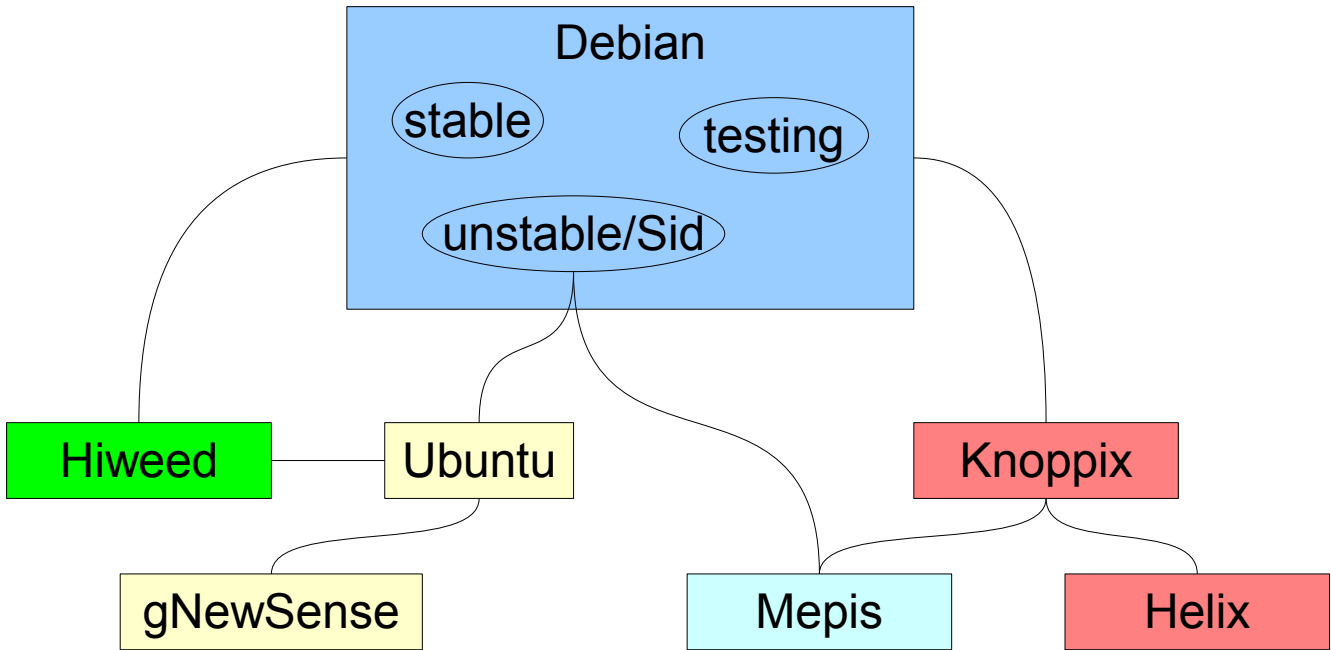 Debian
stable
testing
unstable/Sid
Hiweed
Ubuntu
Knoppix
gNewSense
Mepis
Helix